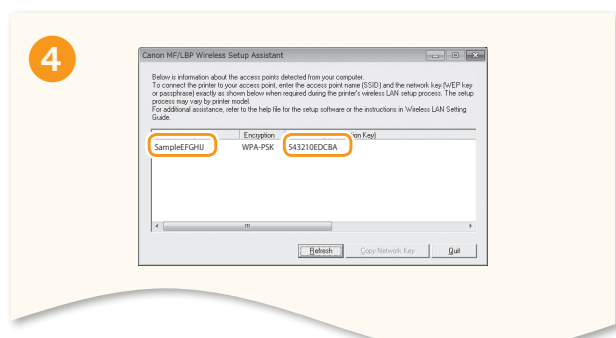 4
Canon MF/LBP Wireless Setup Assistant
Below is information about the access points detected from your computer.
To connect the printer to your access point, enter the access point name (SSID) and the network key (WEP key
or passphrase) exactly as shown below when required during the printer's wireless LAN setup process. The setup
process may vary by printer model.
For additional assistance, refer to the help file for the setup software or the instructions in Wireless LAN Setting
Guide.
Encryption ion Key)
SampleEFGHIJ WPA-PSK 543210EDCBA
Refresh Copy Network Key Quit